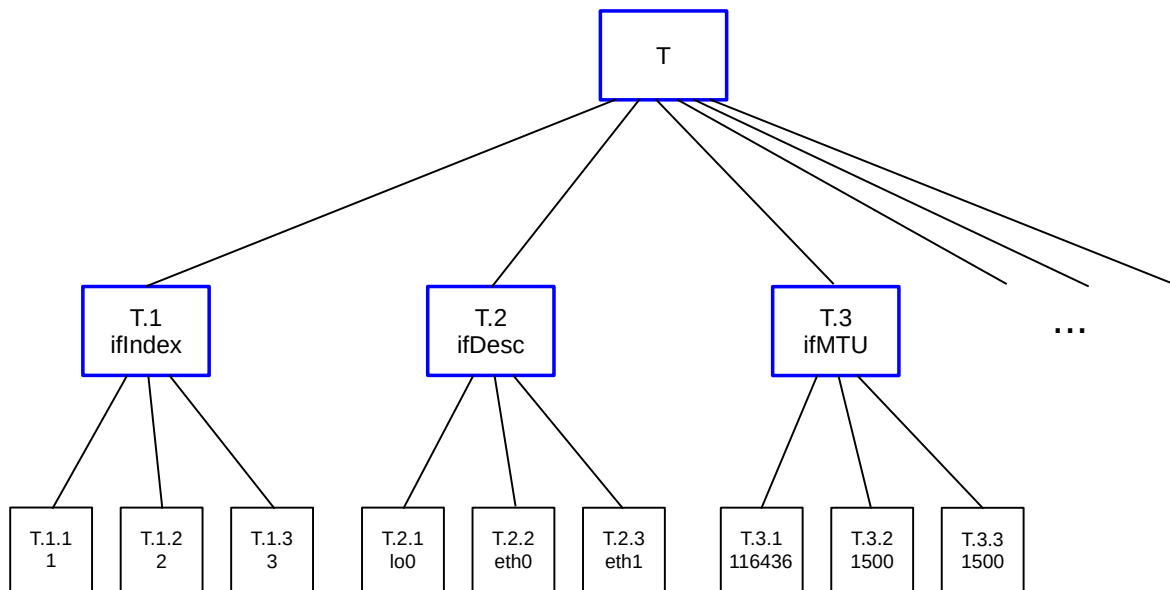 T
T.1
ifIndex
T.2
ifDesc
T.3
ifMTU
...
T.1.1
1
T.1.2
2
T.1.3
3
T.2.1
lo0
T.2.2
eth0
T.2.3
eth1
T.3.1
116436
T.3.2
1500
T.3.3
1500